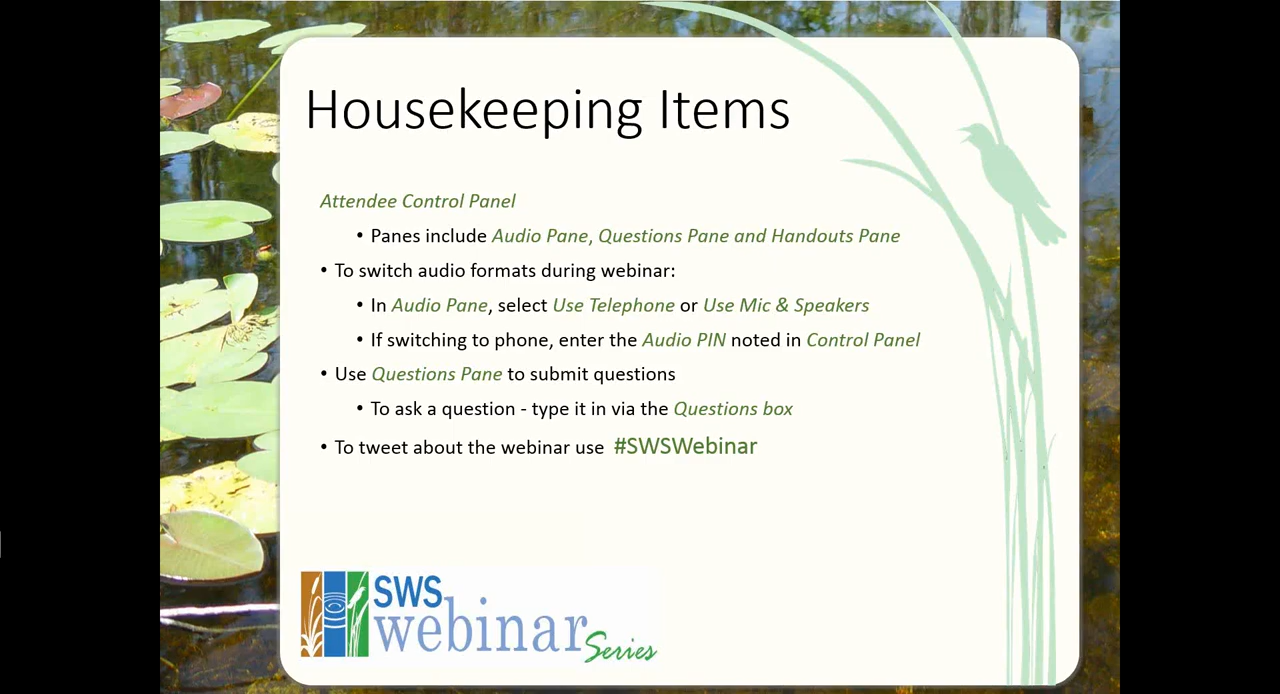 Housekeeping Items
Attendee Control Panel
• Panes include Audio Pane, Questions Pane and Handouts Pane
• To switch audio formats during webinar:
• In Audio Pane, select Use Telephone or Use Mic & Speakers
• If switching to phone, enter the Audio PIN noted in Control Panel
• Use Questions Pane to submit questions
• To ask a question - type it in via the Questions box
• To tweet about the webinar use #SWSWebinar
SWS
webinar Series